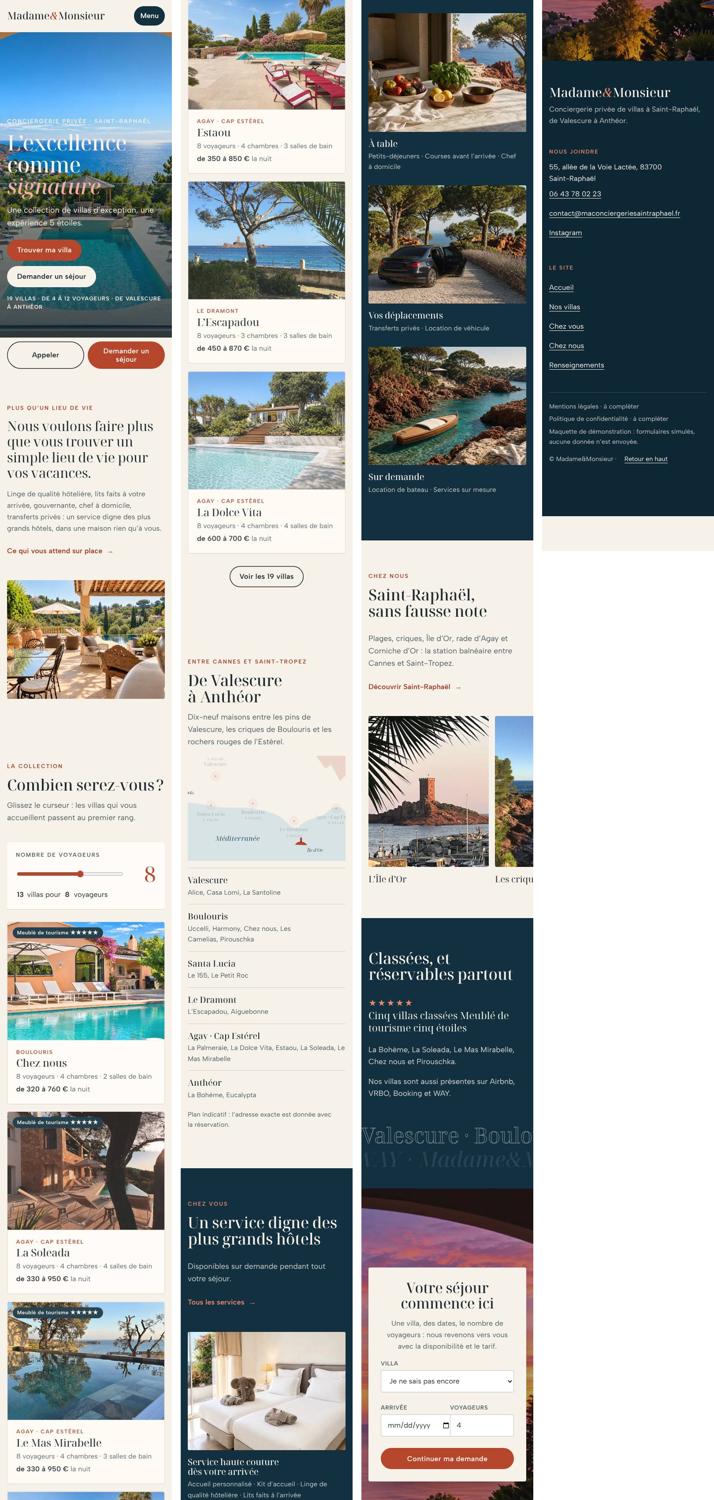 Madame&Monsieur
Menu
CONCIERGERIE PRIVÉE · SAINT-RAPHAËL
L'excellence
comme
signature
Une collection de villas d'exception, une
expérience 5 étoiles.
Trouver ma villa
Demander un séjour
19 VILLAS · DE 4 À 12 VOYAGEURS · DE VALESCURE
À ANTHÉOR
Appeler
Demander un
séjour
PLUS QU'UN LIEU DE VIE
Nous voulons faire plus
que vous trouver un
simple lieu de vie pour
vos vacances.
Linge de qualité hôtelière, lits faits à votre
arrivée, gouvernante, chef à domicile,
transferts privés : un service digne des plus
grands hôtels, dans une maison rien qu'à vous.
Ce qui vous attend sur place →
LA COLLECTION
Combien serez-vous ?
Glissez le curseur : les villas qui vous
accueillent passent au premier rang.
NOMBRE DE VOYAGEURS
8
13 villas pour 8 voyageurs
Meublé de tourisme ★★★★★
BOULOURIS
Chez nous
8 voyageurs · 4 chambres · 2 salles de bain
de 320 à 760 € la nuit
Meublé de tourisme ★★★★★
AGAY · CAP ESTÉREL
La Soleada
8 voyageurs · 4 chambres · 4 salles de bain
de 330 à 950 € la nuit
Meublé de tourisme ★★★★★
AGAY · CAP ESTÉREL
Le Mas Mirabelle
8 voyageurs · 4 chambres · 3 salles de bain
de 330 à 950 € la nuit
AGAY · CAP ESTÉREL
Estaou
8 voyageurs · 4 chambres · 3 salles de bain
de 350 à 850 € la nuit
LE DRAMONT
L'Escapadou
8 voyageurs · 3 chambres · 3 salles de bain
de 450 à 870 € la nuit
AGAY · CAP ESTÉREL
La Dolce Vita
8 voyageurs · 4 chambres · 4 salles de bain
de 600 à 700 € la nuit
Voir les 19 villas
ENTRE CANNES ET SAINT-TROPEZ
De Valescure
à Anthéor
Dix-neuf maisons entre les pins de
Valescure, les criques de Boulouris et les
rochers rouges de l'Estérel.
Valescure
Santa Lucia
Boulouris
Le Dramont
Méditerranée
Île d'Or
Valescure
Alice, Casa Lomi, La Santoline
Boulouris
Uccelli, Harmony, Chez nous, Les
Camelias, Pirouschka
Santa Lucia
Le 155, Le Petit Roc
Le Dramont
L'Escapadou, Aiguebonne
Agay · Cap Estérel
La Palmeraie, La Dolce Vita, Estaou, La Soleada, Le
Mas Mirabelle
Anthéor
La Bohème, Eucalypta
Plan indicatif : l'adresse exacte est donnée avec
la réservation.
CHEZ VOUS
Un service digne des
plus grands hôtels
Disponibles sur demande pendant tout
votre séjour.
Tous les services →
Service haute couture
dès votre arrivée
Accueil personnalisé · Kit d'accueil · Linge de
qualité hôtelière · Lits faits à l'arrivée
À table
Petits-déjeuners · Courses avant l'arrivée · Chef
à domicile
Vos déplacements
Transferts privés · Location de véhicule
Sur demande
Location de bateau · Services sur mesure
CHEZ NOUS
Saint-Raphaël,
sans fausse note
Plages, criques, Île d'Or, rade d'Agay et
Corniche d'Or : la station balnéaire entre
Cannes et Saint-Tropez.
Découvrir Saint-Raphaël →
L'Île d'Or
Les criqu
Classées, et
réservables partout
★★★★★
Cinq villas classées Meublé de
tourisme cinq étoiles
La Bohème, La Soleada, Le Mas Mirabelle,
Chez nous et Pirouschka.
Nos villas sont aussi présentes sur Airbnb,
VRBO, Booking et WAY.
Valescure · Boulo
WAY · Madame&M
Votre séjour
commence ici
Une villa, des dates, le nombre de
voyageurs : nous revenons vers vous
avec la disponibilité et le tarif.
VILLA
Je ne sais pas encore
ARRIVÉE
VOYAGEURS
mm/dd/yyyy
4
Continuer ma demande
Madame&Monsieur
Conciergerie privée de villas à Saint-Raphaël,
de Valescure à Anthéor.
NOUS JOINDRE
55, allée de la Voie Lactée, 83700
Saint-Raphaël
06 43 78 02 23
contact@maconciergeriesaintraphael.fr
Instagram
LE SITE
Accueil
Nos villas
Chez vous
Chez nous
Renseignements
Mentions légales · à compléter
Politique de confidentialité · à compléter
Maquette de démonstration : formulaires simulés,
aucune donnée n'est envoyée.
© Madame&Monsieur · Retour en haut